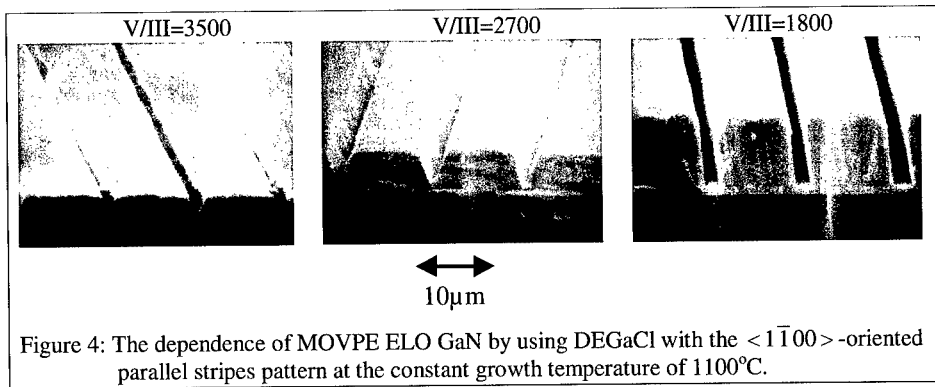 V/III=3500 V/III=2700 V/III=1800
10μm
Figure 4: The dependence of MOVPE ELO GaN by using DEGaCl with the <1\overline{1}00>-oriented
parallel stripes pattern at the constant growth temperature of 1100°C.